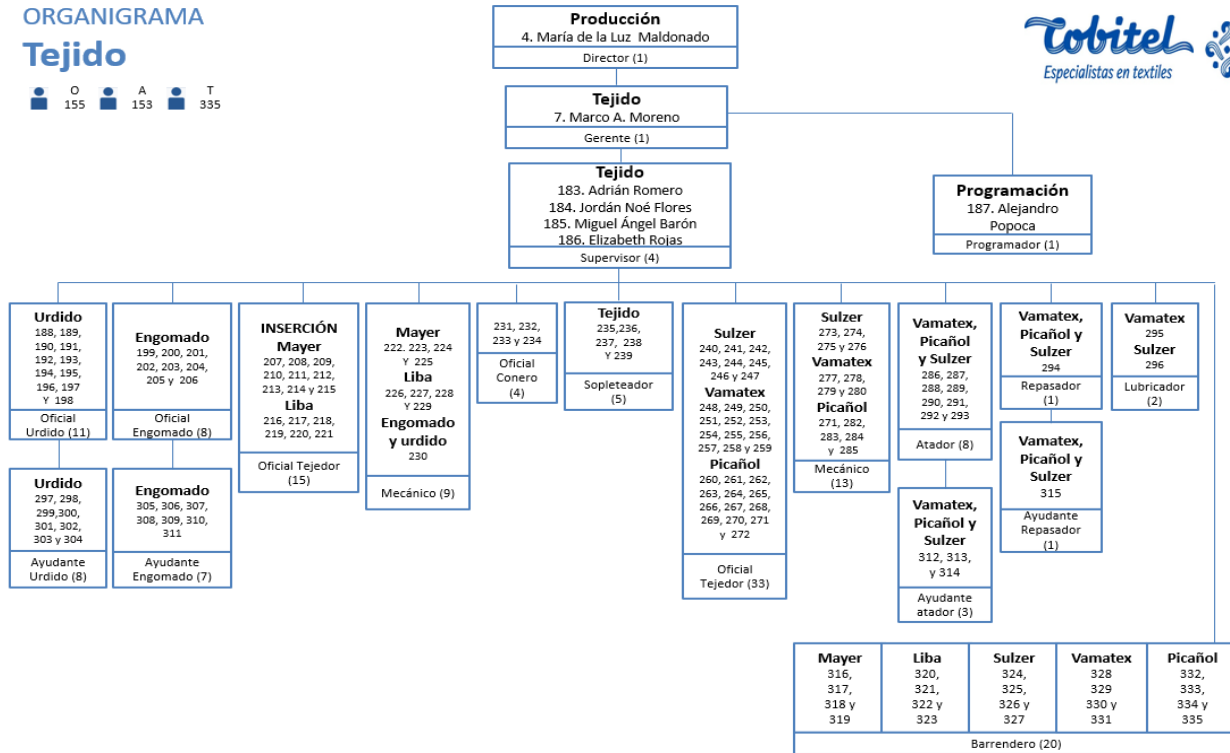 ORGANIGRAMA
Tejido
O A T
155 153 335
Tobitel
Especialistas en textiles
Producción
4. María de la Luz Maldonado
Director (1)
Tejido
7. Marco A. Moreno
Gerente (1)
Tejido
183. Adrián Romero
184. Jordán Noé Flores
185. Miguel Ángel Barón
186. Elizabeth Rojas
Supervisor (4)
Programación
187. Alejandro
Popoca
Programador (1)
Urdido
188, 189,
190, 191,
192, 193,
194, 195,
196, 197
Y 198
Oficial
Urdido (11)
Engomado
199, 200, 201,
202, 203, 204,
205 y 206
Oficial
Engomado (8)
INSERCIÓN
Mayer
207, 208, 209,
210, 211, 212,
213, 214 y 215
Liba
216, 217, 218,
219, 220, 221
Oficial Tejedor
(15)
Mayer
222. 223, 224
Y 225
Liba
226, 227, 228
Y 229
Engomado
y urdido
230
Mecánico (9)
231, 232,
233 y 234
Oficial
Conero
(4)
Tejido
235,236,
237, 238
Y 239
Sopleteador
(5)
Sulzer
240, 241, 242,
243, 244, 245,
246 y 247
Vamatex
248, 249, 250,
251, 252, 253,
254, 255, 256,
257, 258 y 259
Picañol
260, 261, 262,
263, 264, 265,
266, 267, 268,
269, 270, 271
y 272
Oficial
Tejedor (33)
Sulzer
273, 274,
275 y 276
Vamatex
277, 278,
279 y 280
Picañol
271, 282,
283, 284
y 285
Mecánico
(13)
Vamatex,
Picañol
y Sulzer
286, 287,
288, 289,
290, 291,
292 y 293
Atador (8)
Vamatex,
Picañol y
Sulzer
294
Repasador
(1)
Vamatex
295
Sulzer
296
Lubricador
(2)
Urdido
297, 298,
299,300,
301, 302,
303 y 304
Ayudante
Urdido (8)
Engomado
305, 306, 307,
308, 309, 310,
311
Ayudante
Engomado (7)
Vamatex,
Picañol y
Sulzer
312, 313,
y 314
Ayudante
atador (3)
Vamatex,
Picañol y
Sulzer
315
Ayudante
Repasador
(1)
Mayer
316,
317,
318 y
319
Liba
320,
321,
322 y
323
Sulzer
324,
325,
326 y
327
Vamatex
328
329
330 y
331
Picañol
332,
333,
334 y
335
Barrendero (20)